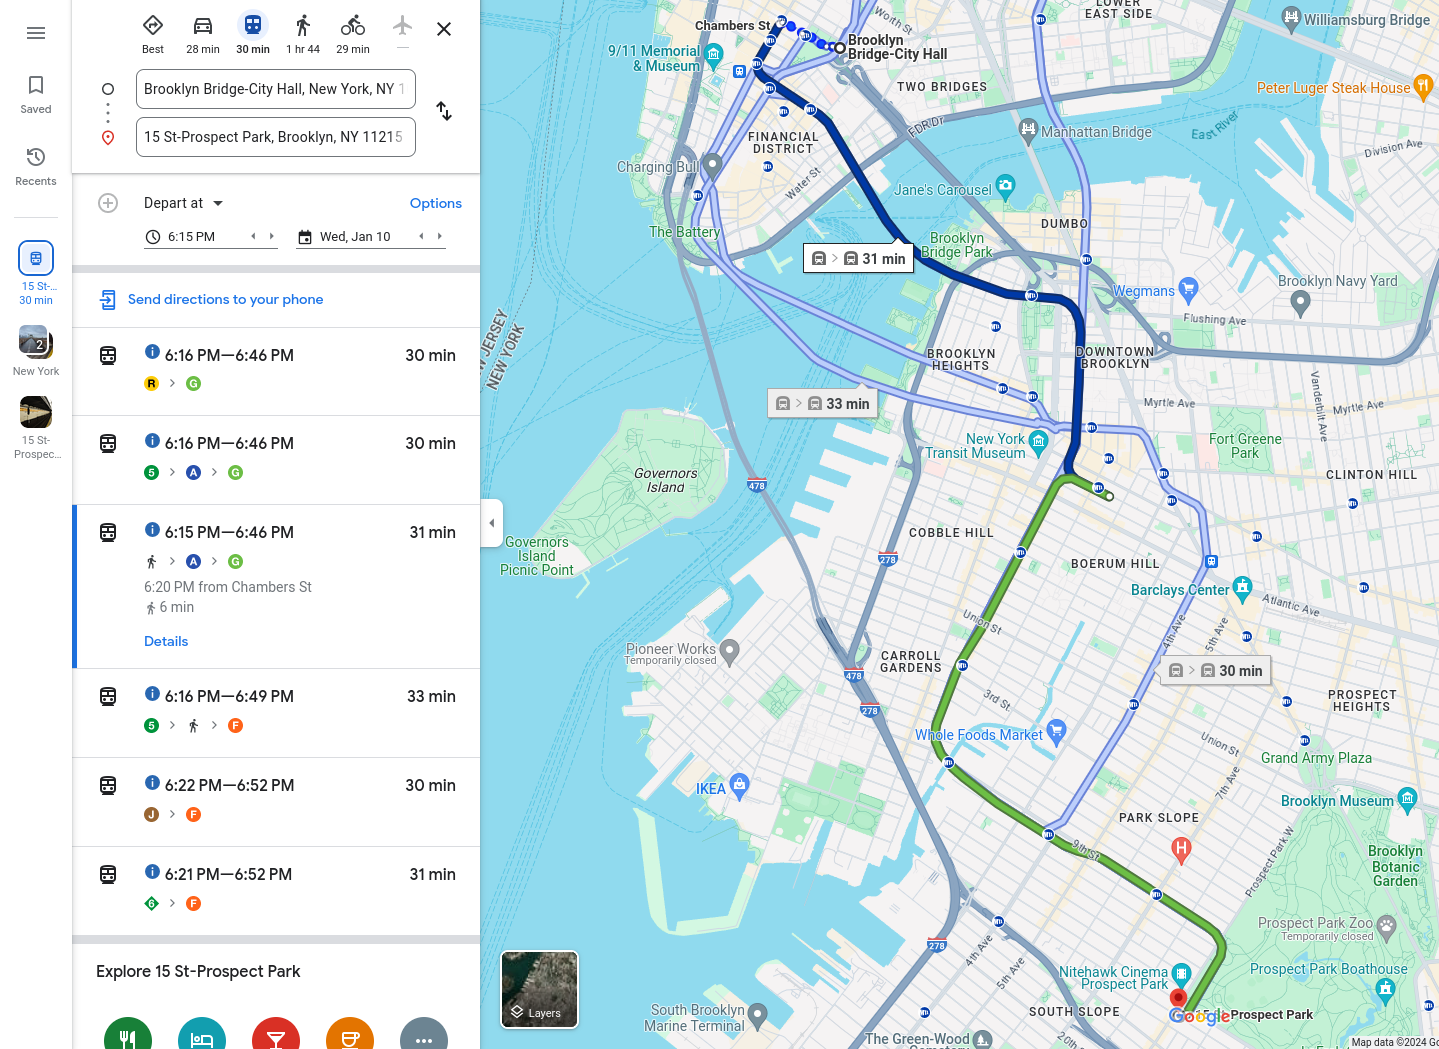 Best
28 min
30 min
1 hr 44
29 min
—
Saved
Recents
15 St-...
30 min
2
New York
15 St-
Prospec...
Brooklyn Bridge-City Hall, New York, NY 1
15 St-Prospect Park, Brooklyn, NY 11215
Depart at
Options
6:15 PM
Wed, Jan 10
Send directions to your phone
6:16 PM—6:46 PM
30 min
R > G
6:16 PM—6:46 PM
30 min
5 > A > G
6:15 PM—6:46 PM
31 min
> A > G
6:20 PM from Chambers St
6 min
Details
6:16 PM—6:49 PM
33 min
5 > > F
6:22 PM—6:52 PM
30 min
J > F
6:21 PM—6:52 PM
31 min
6 > F
Explore 15 St-Prospect Park
Chambers St
Brooklyn
Bridge-City Hall
Worth St
LOWER
EAST SIDE
Williamsburg Bridge
9/11 Memorial
& Museum
TWO BRIDGES
Peter Luger Steak House
FDR Dr
East River
Manhattan Bridge
Division Ave
FINANCIAL
DISTRICT
Charging Bull
Water St
Jane's Carousel
The Battery
DUMBO
Brooklyn
Bridge Park
31 min
Wegmans
Brooklyn Navy Yard
Flushing Ave
NEW JERSEY
NEW YORK
BROOKLYN
HEIGHTS
DOWNTOWN
BROOKLYN
Myrtle Ave
Vanderbilt Ave
Myrtle Ave
33 min
New York
Transit Museum
Fort Greene
Park
CLINTON HILL
Governors
Island
478
Governors
Island
Picnic Point
COBBLE HILL
278
BOERUM HILL
Barclays Center
Atlantic Ave
Union St
4th Ave
5th Ave
Pioneer Works
Temporarily closed
CARROLL
GARDENS
478
30 min
3rd St
278
PROSPECT
HEIGHTS
Whole Foods Market
Union St
Grand Army Plaza
7th Ave
IKEA
Brooklyn Museum
PARK SLOPE
9th St
H
Prospect Park W
Brooklyn
Botanic
Garden
Prospect Park Zoo
Temporarily closed
4th Ave
278
5th Ave
Nitehawk Cinema
Prospect Park
Prospect Park Boathouse
Layers
South Brooklyn
Marine Terminal
SOUTH SLOPE
Google
Prospect Park
The Green-Wood
Map data ©2024 Go